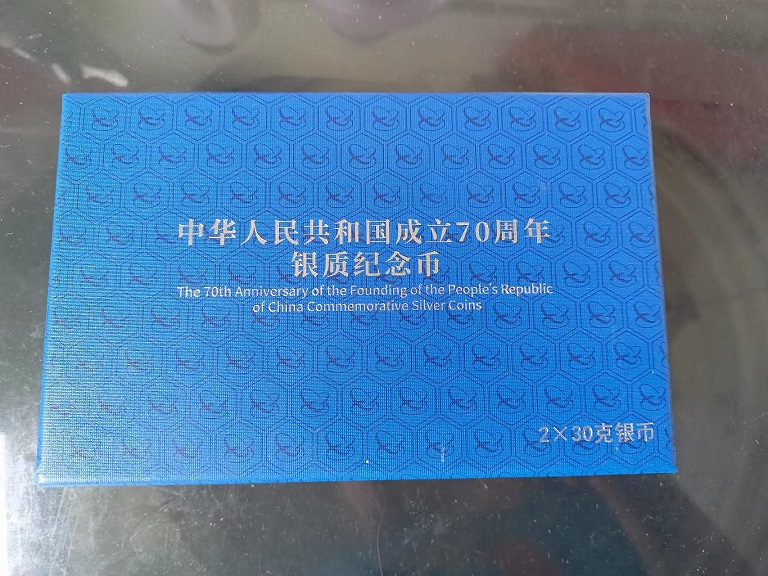 中华人民共和国成立70周年
银质纪念币
The 70th Anniversary of the Founding of the People's Republic
of China Commemorative Silver Coins
2×30克银币